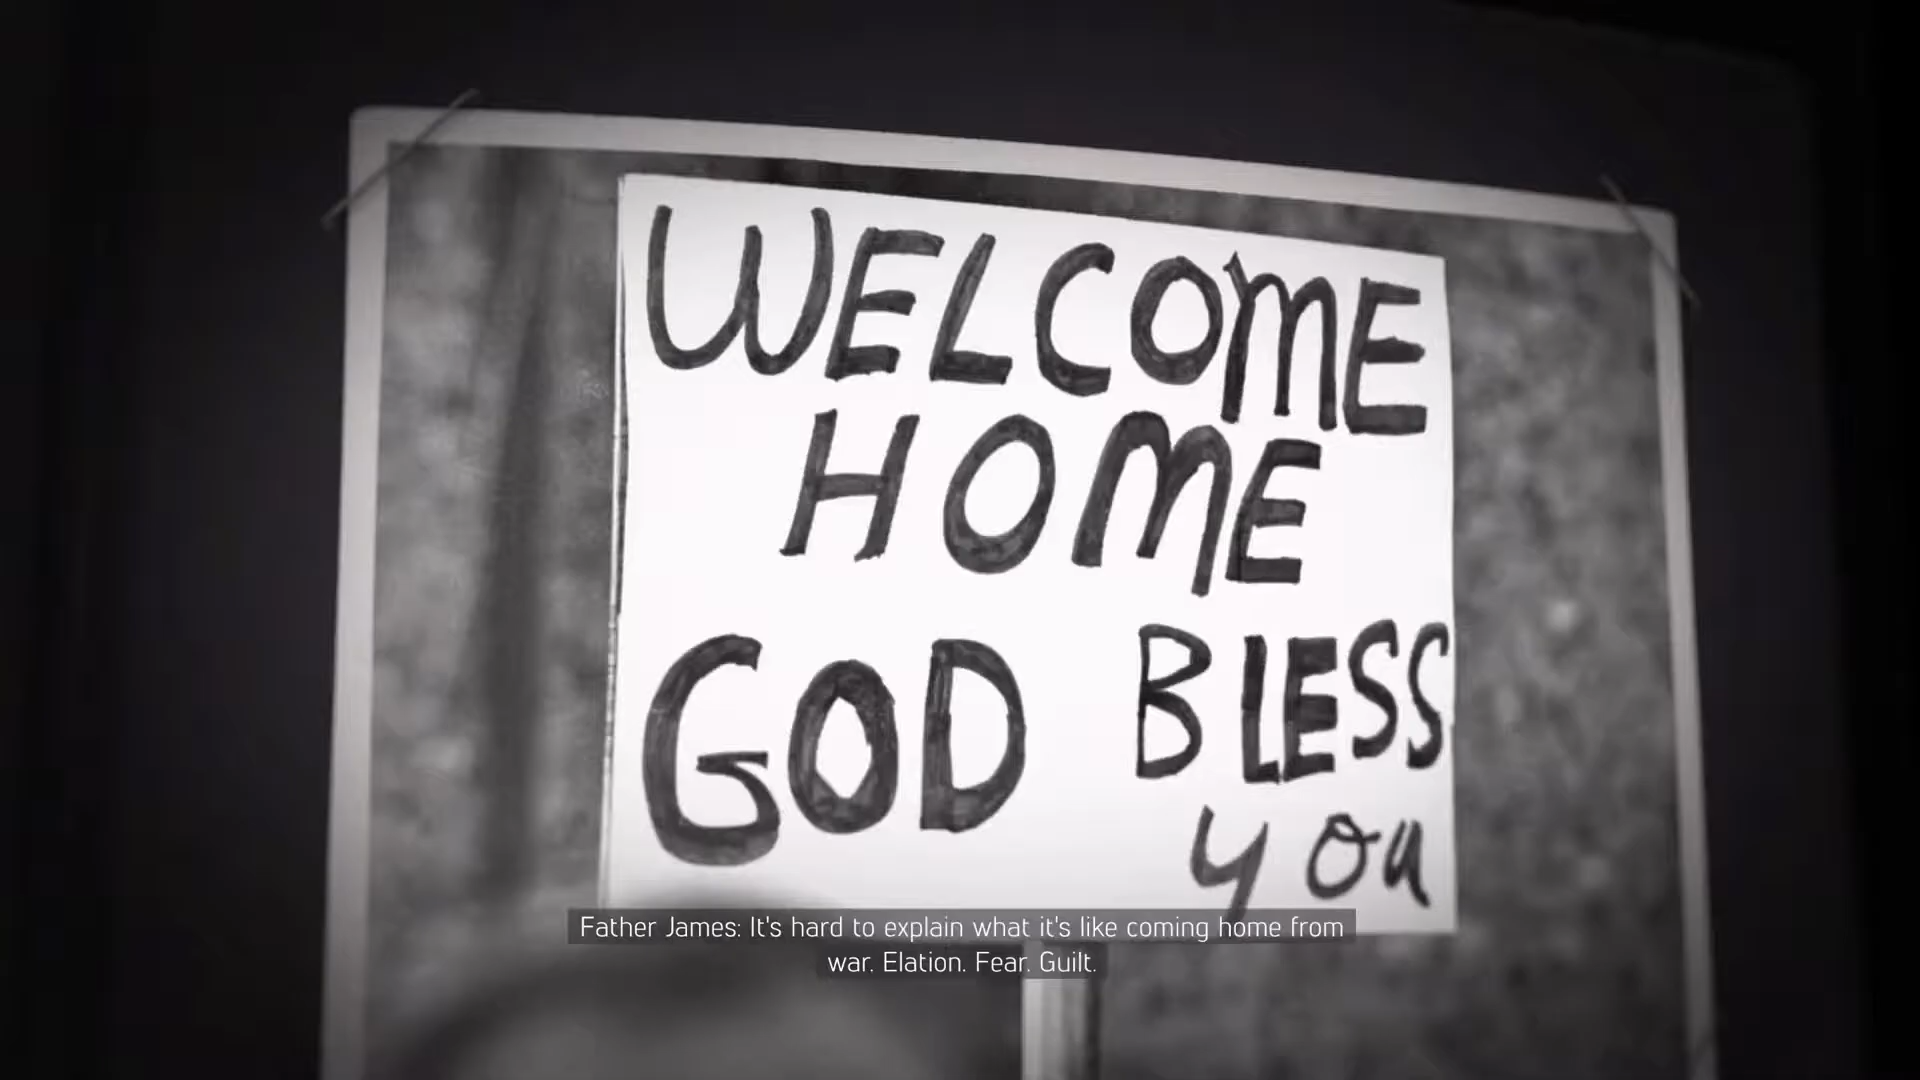 WELCOME
HOME
GOD BLESS
you
Father James: It's hard to explain what it's like coming home from
war. Elation. Fear. Guilt.